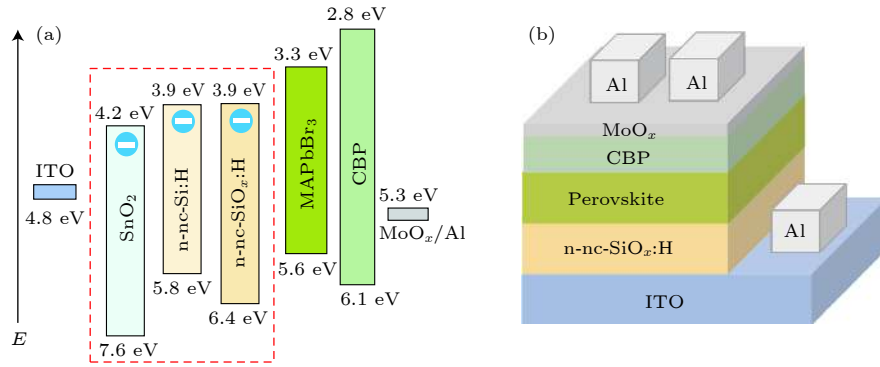 (a)
2.8 eV
3.3 eV
3.9 eV
3.9 eV
4.2 eV
ITO
4.8 eV
SnO₂
n-nc-Si:H
n-nc-SiOₓ:H
MAPbBr₃
CBP
5.3 eV
MoOₓ/Al
5.8 eV
5.6 eV
6.1 eV
6.4 eV
7.6 eV
E
(b)
Al
Al
MoOₓ
CBP
Perovskite
Al
n-nc-SiOₓ:H
ITO